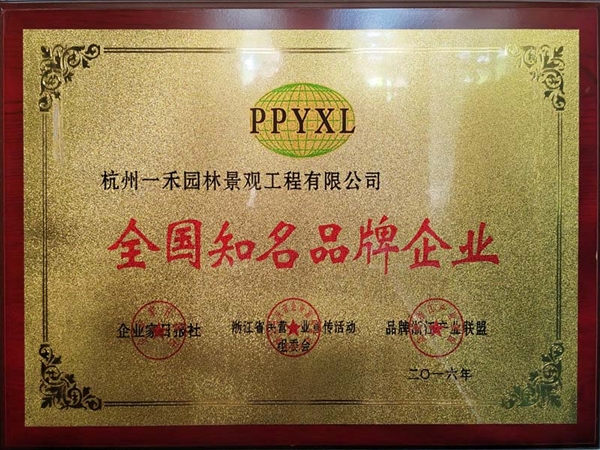 PPYXL
杭州一禾园林景观工程有限公司
全国知名品牌企业
企业家日报社 浙江省民营企业宣传活动 品牌浙江产业联盟
组委会
二〇一六年